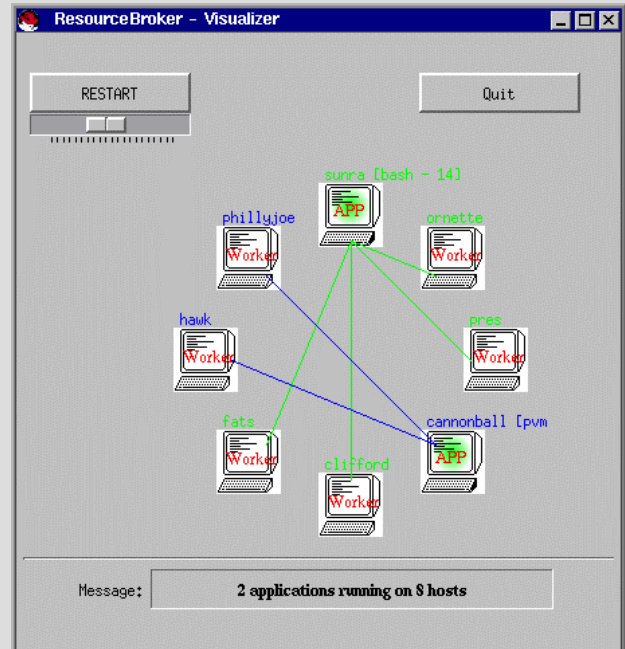 ResourceBroker - Visualizer
RESTART
Quit
sunra [bash - 14]
APP
phillyjoe
Worker
ornette
Worker
hawk
Worker
pres
Worker
fats
Worker
cannonball [pvm
APP
clifford
Worker
Message: 2 applications running on 8 hosts